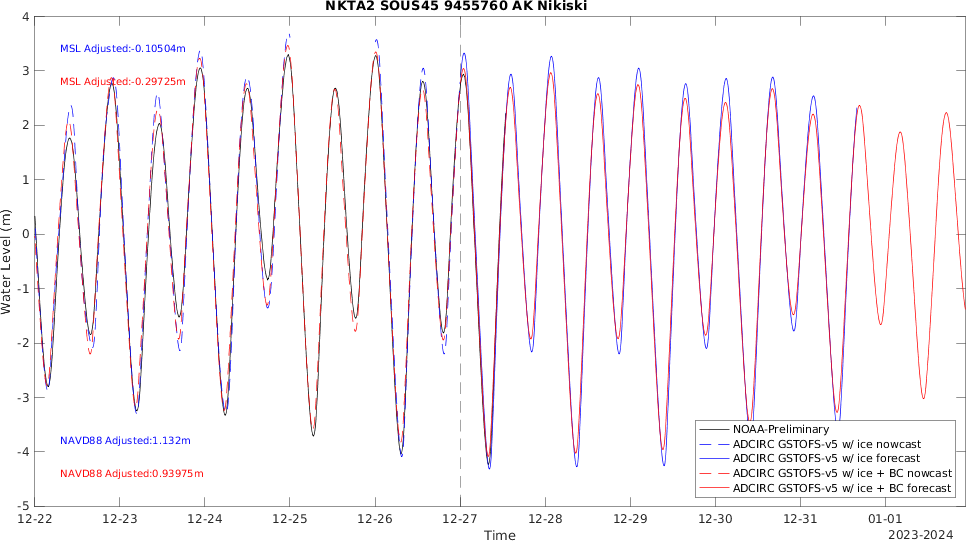 NKTA2 SOUS45 9455760 AK Nikiski
4
3
2
1
0
-1
-2
-3
-4
-5
Water Level (m)
MSL Adjusted:-0.10504m
MSL Adjusted:-0.29725m
NAVD88 Adjusted:1.132m
NAVD88 Adjusted:0.93975m
NOAA-Preliminary
ADCIRC GSTOFS-v5 w/ ice nowcast
ADCIRC GSTOFS-v5 w/ ice forecast
ADCIRC GSTOFS-v5 w/ ice + BC nowcast
ADCIRC GSTOFS-v5 w/ ice + BC forecast
12-22 12-23 12-24 12-25 12-26 12-27 12-28 12-29 12-30 12-31 01-01
Time
2023-2024